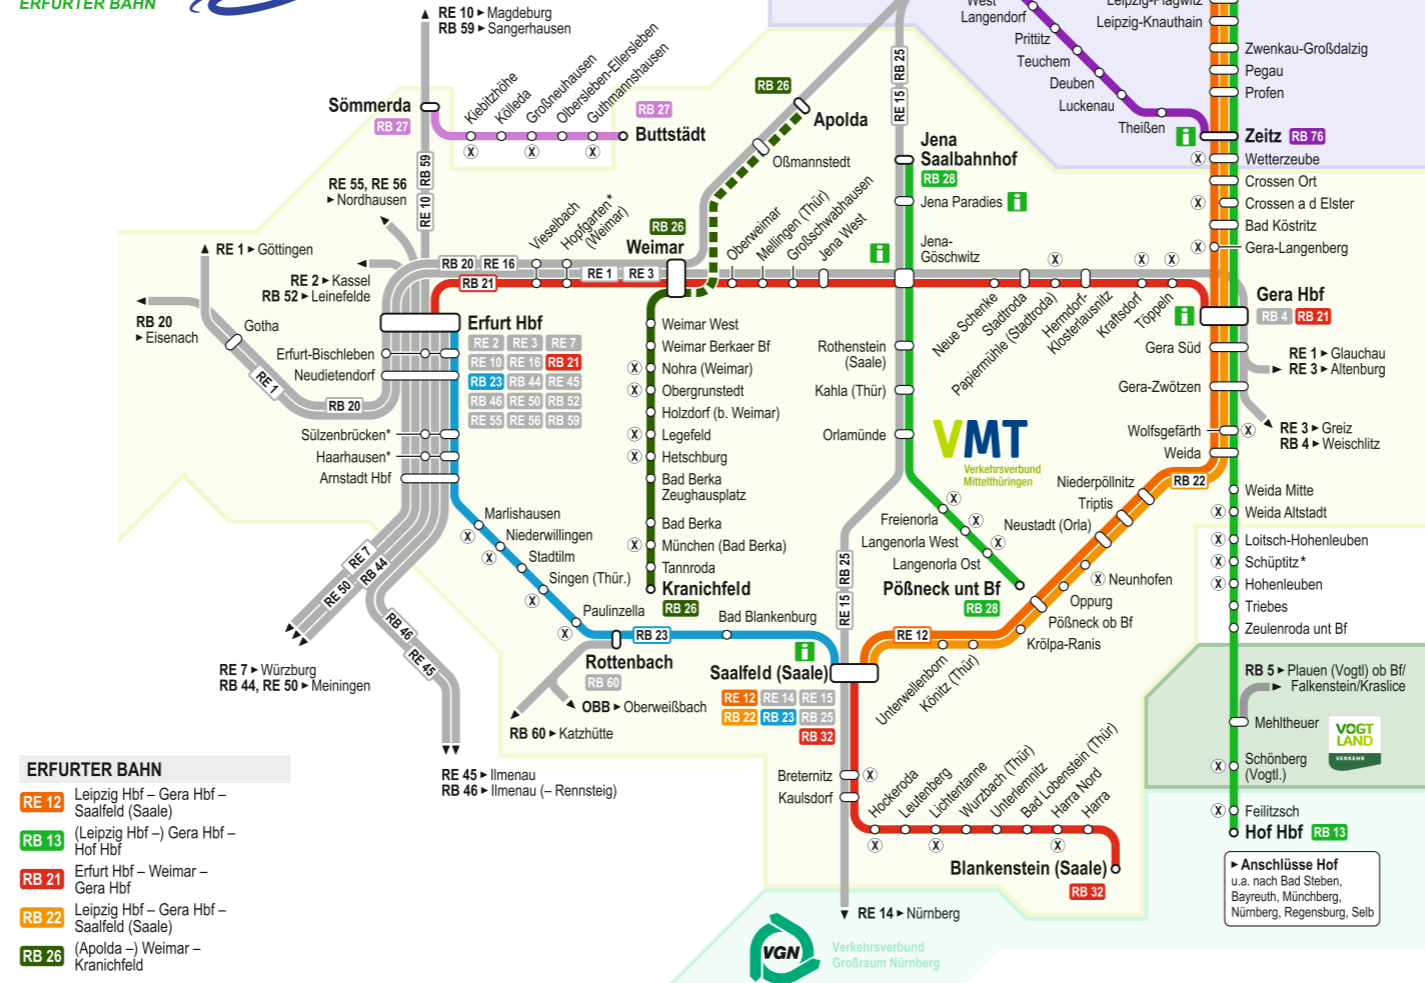 ERFURTER BAHN
RE 10 ▸ Magdeburg
RB 59 ▸ Sangerhausen
Sömmerda
RB 27
Kiebitzhöhe
Kölleda
Großneuhausen
Olbersleben-Ellersleben
Guthmannshausen
RB 27
Buttstädt
X
X
X
RB 59
RE 10
RE 55, RE 56
▸ Nordhausen
RE 1 ▸ Göttingen
RE 2 ▸ Kassel
RB 52 ▸ Leinefelde
RB 20
▸ Eisenach
Gotha
RE 1
RB 20
Erfurt-Bischleben
Neudietendorf
Sülzenbrücken*
Haarhausen*
Arnstadt Hbf
RB 20
RE 16
RB 21
Vieselbach
Hopfgarten*
(Weimar)
RE 1
RE 3
Erfurt Hbf
RE 2 RE 3 RE 7
RE 10 RE 16 RB 21
RB 23 RB 44 RE 45
RB 46 RE 50 RB 52
RE 55 RE 56 RB 59
RB 26
Weimar
RB 26
Apolda
Oßmannstedt
Oberweimar
Mellingen (Thür)
Großschwabhausen
Jena West
Weimar West
Weimar Berkaer Bf
X Nohra (Weimar)
X Obergrunstedt
Holzdorf (b. Weimar)
X Legefeld
X Hetschburg
Bad Berka
Zeughausplatz
Bad Berka
X München (Bad Berka)
Tannroda
Kranichfeld
RB 26
RB 25
RE 15
Jena
Saalbahnhof
RB 28
Jena Paradies i
Jena-
Göschwitz
i
Rothenstein
(Saale)
Kahla (Thür)
Orlamünde
Freienorla
Langenorla West
Langenorla Ost
X
X
X
Pößneck unt Bf
RB 28
VMT
Verkehrsverbund
Mittelthüringen
Neue Schenke
Stadtroda
Papiermühle (Stadtroda)
Hermdorf-
Klosterlausnitz
Kraftsdorf
Töppeln
X
X
X
West
Langendorf
Prittitz
Teuchem
Deuben
Luckenau
Theißen
Leipzig-Plagwitz
Leipzig-Knauthain
Zwenkau-Großdalzig
Pegau
Profen
i
Zeitz RB 76
X Wetterzeube
Crossen Ort
X Crossen a d Elster
Bad Köstritz
X Gera-Langenberg
i
Gera Hbf
RB 4 RB 21
Gera Süd
RE 1 ▸ Glauchau
RE 3 ▸ Altenburg
Gera-Zwötzen
Wolfsgefärth X
RE 3 ▸ Greiz
RB 4 ▸ Weischlitz
Weida
RB 22
Niederpöllnitz
Triptis
Neustadt (Orla)
X Neunhofen
Oppurg
Pößneck ob Bf
Krölpa-Ranis
Könitz (Thür)
Unterwellenborn
RE 12
Weida Mitte
X Weida Altstadt
X Loitsch-Hohenleuben
X Schüptitz*
X Hohenleuben
Triebes
Zeulenroda unt Bf
RB 5 ▸ Plauen (Vogtl) ob Bf/
Falkenstein/Kraslice
Mehltheuer
VOGT
LAND
VERKEHR
X Schönberg
(Vogtl.)
X Feilitzsch
Hof Hbf RB 13
▸ Anschlüsse Hof
u.a. nach Bad Steben,
Bayreuth, Münchberg,
Nürnberg, Regensburg, Selb
RE 7
RE 50
RB 44
RB 46
RE 45
RE 7 ▸ Würzburg
RB 44, RE 50 ▸ Meiningen
RE 45 ▸ Ilmenau
RB 46 ▸ Ilmenau (– Rennsteig)
Marlishausen
X
Niederwillingen
X
Stadtilm
Singen (Thür.)
X
Paulinzella
X
RB 23
Bad Blankenburg
Rottenbach
RB 60
OBB ▸ Oberweißbach
RB 60 ▸ Katzhütte
i
Saalfeld (Saale)
RE 12 RE 14 RE 15
RB 22 RB 23 RB 25
RB 32
RB 25
RE 15
Breternitz X
Kaulsdorf
Hockeroda
Leutenberg
Lichtentanne
Wurzbach (Thür)
Unterlemnitz
Bad Lobenstein (Thür)
Harra Nord
Harra
X
X
X
Blankenstein (Saale)
RB 32
RE 14 ▸ Nürnberg
VGN
Verkehrsverbund
Großraum Nürnberg
ERFURTER BAHN
RE 12 Leipzig Hbf – Gera Hbf –
Saalfeld (Saale)
RB 13 (Leipzig Hbf –) Gera Hbf –
Hof Hbf
RB 21 Erfurt Hbf – Weimar –
Gera Hbf
RB 22 Leipzig Hbf – Gera Hbf –
Saalfeld (Saale)
RB 26 (Apolda –) Weimar –
Kranichfeld